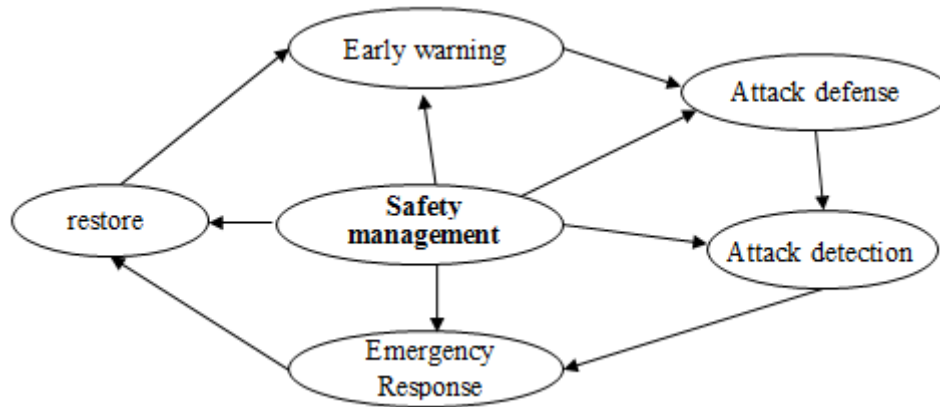 Early warning
Attack defense
restore
Safety
management
Attack detection
Emergency
Response